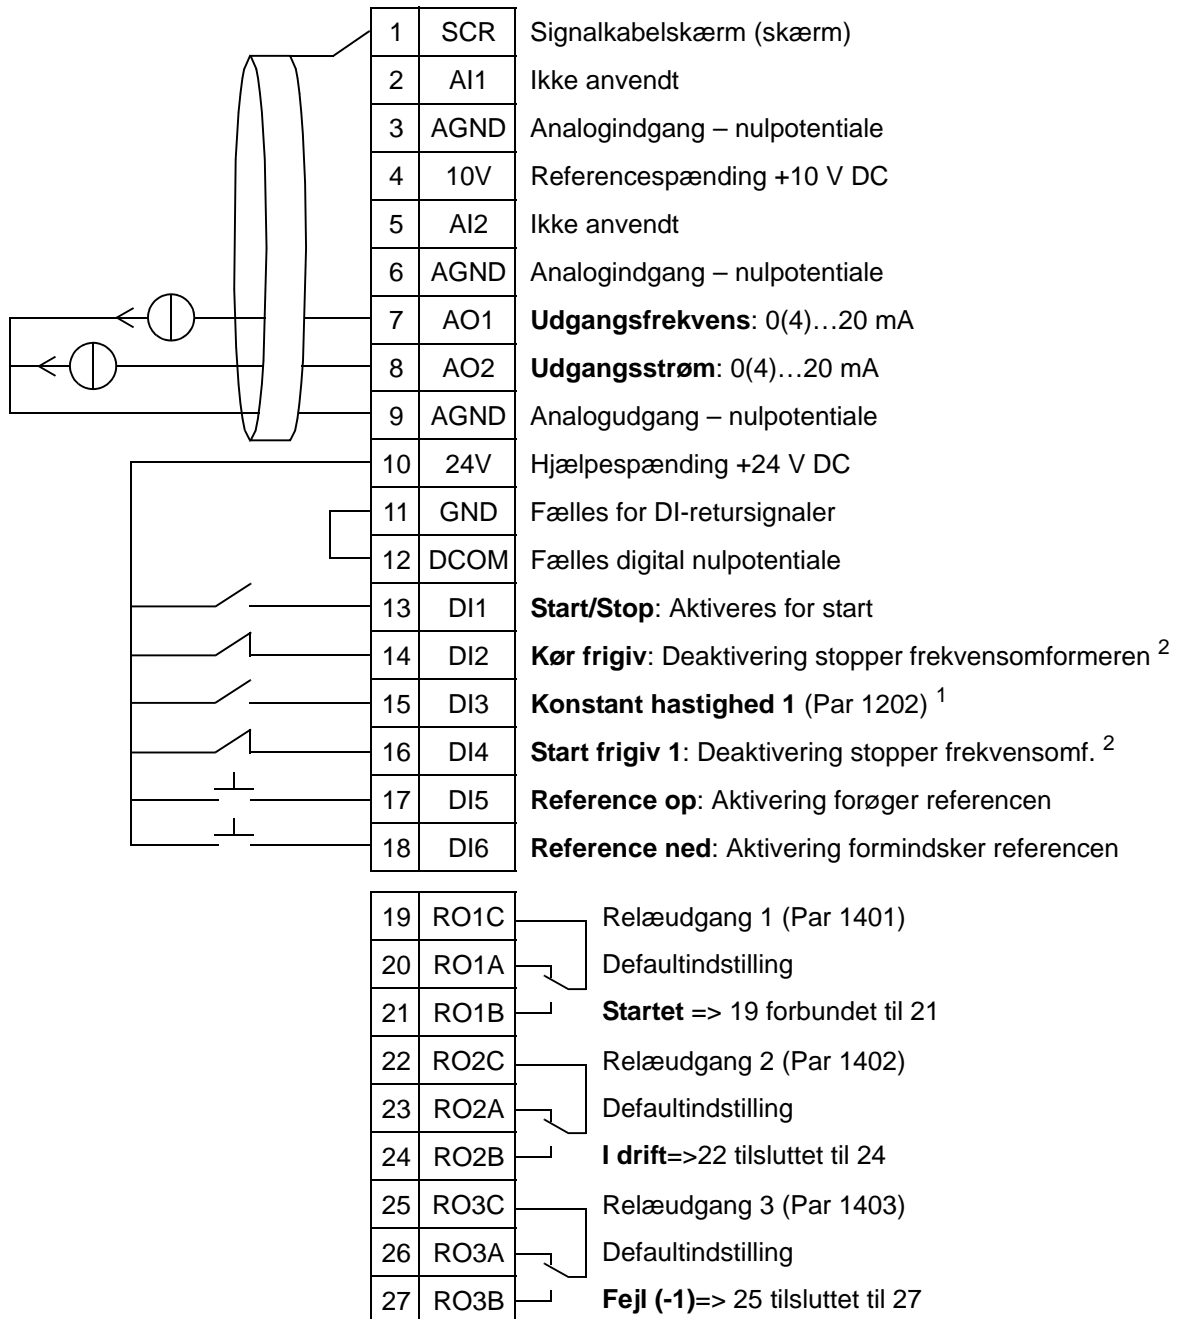 1 SCR Signalkabelskærm (skærm)
2 AI1 Ikke anvendt
3 AGND Analogindgang – nulpotentiale
4 10V Referencespænding +10 V DC
5 AI2 Ikke anvendt
6 AGND Analogindgang – nulpotentiale
7 AO1 Udgangsfrekvens: 0(4)…20 mA
8 AO2 Udgangsstrøm: 0(4)…20 mA
9 AGND Analogudgang – nulpotentiale
10 24V Hjælpespænding +24 V DC
11 GND Fælles for DI-retursignaler
12 DCOM Fælles digital nulpotentiale
13 DI1 Start/Stop: Aktiveres for start
14 DI2 Kør frigiv: Deaktivering stopper frekvensomformeren 2
15 DI3 Konstant hastighed 1 (Par 1202) 1
16 DI4 Start frigiv 1: Deaktivering stopper frekvensomf. 2
17 DI5 Reference op: Aktivering forøger referencen
18 DI6 Reference ned: Aktivering formindsker referencen
19 RO1C Relæudgang 1 (Par 1401)
20 RO1A Defaultindstilling
21 RO1B Startet => 19 forbundet til 21
22 RO2C Relæudgang 2 (Par 1402)
23 RO2A Defaultindstilling
24 RO2B I drift=>22 tilsluttet til 24
25 RO3C Relæudgang 3 (Par 1403)
26 RO3A Defaultindstilling
27 RO3B Fejl (-1)=> 25 tilsluttet til 27